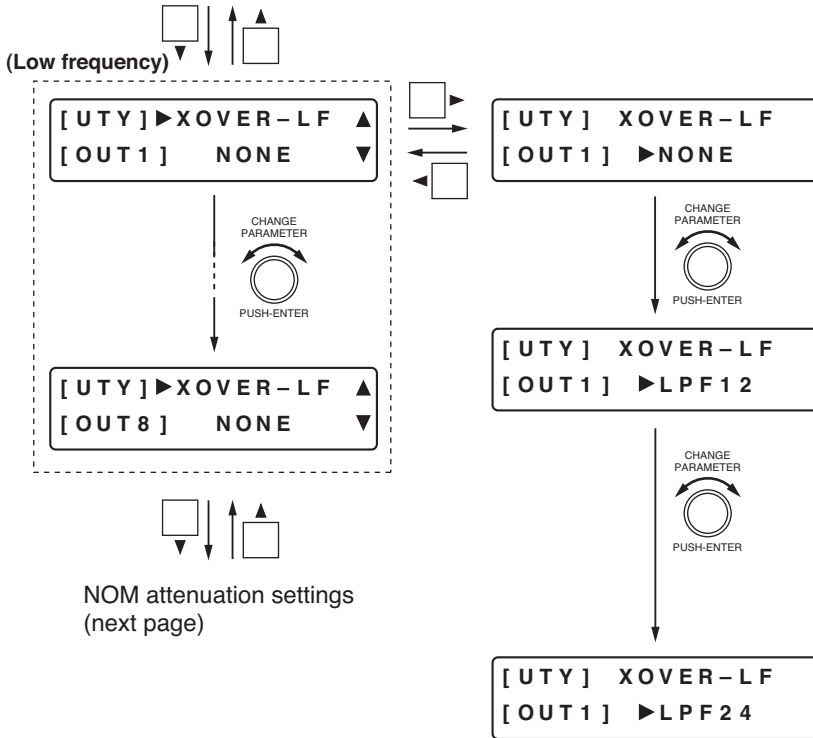 (Low frequency)
[UTY]▶XOVER–LF ▲
[OUT1] NONE ▼
CHANGE
PARAMETER
PUSH-ENTER
[UTY]▶XOVER–LF ▲
[OUT8] NONE ▼
NOM attenuation settings
(next page)
[UTY] XOVER–LF
[OUT1] ▶NONE
CHANGE
PARAMETER
PUSH-ENTER
[UTY] XOVER–LF
[OUT1] ▶LPF12
CHANGE
PARAMETER
PUSH-ENTER
[UTY] XOVER–LF
[OUT1] ▶LPF24